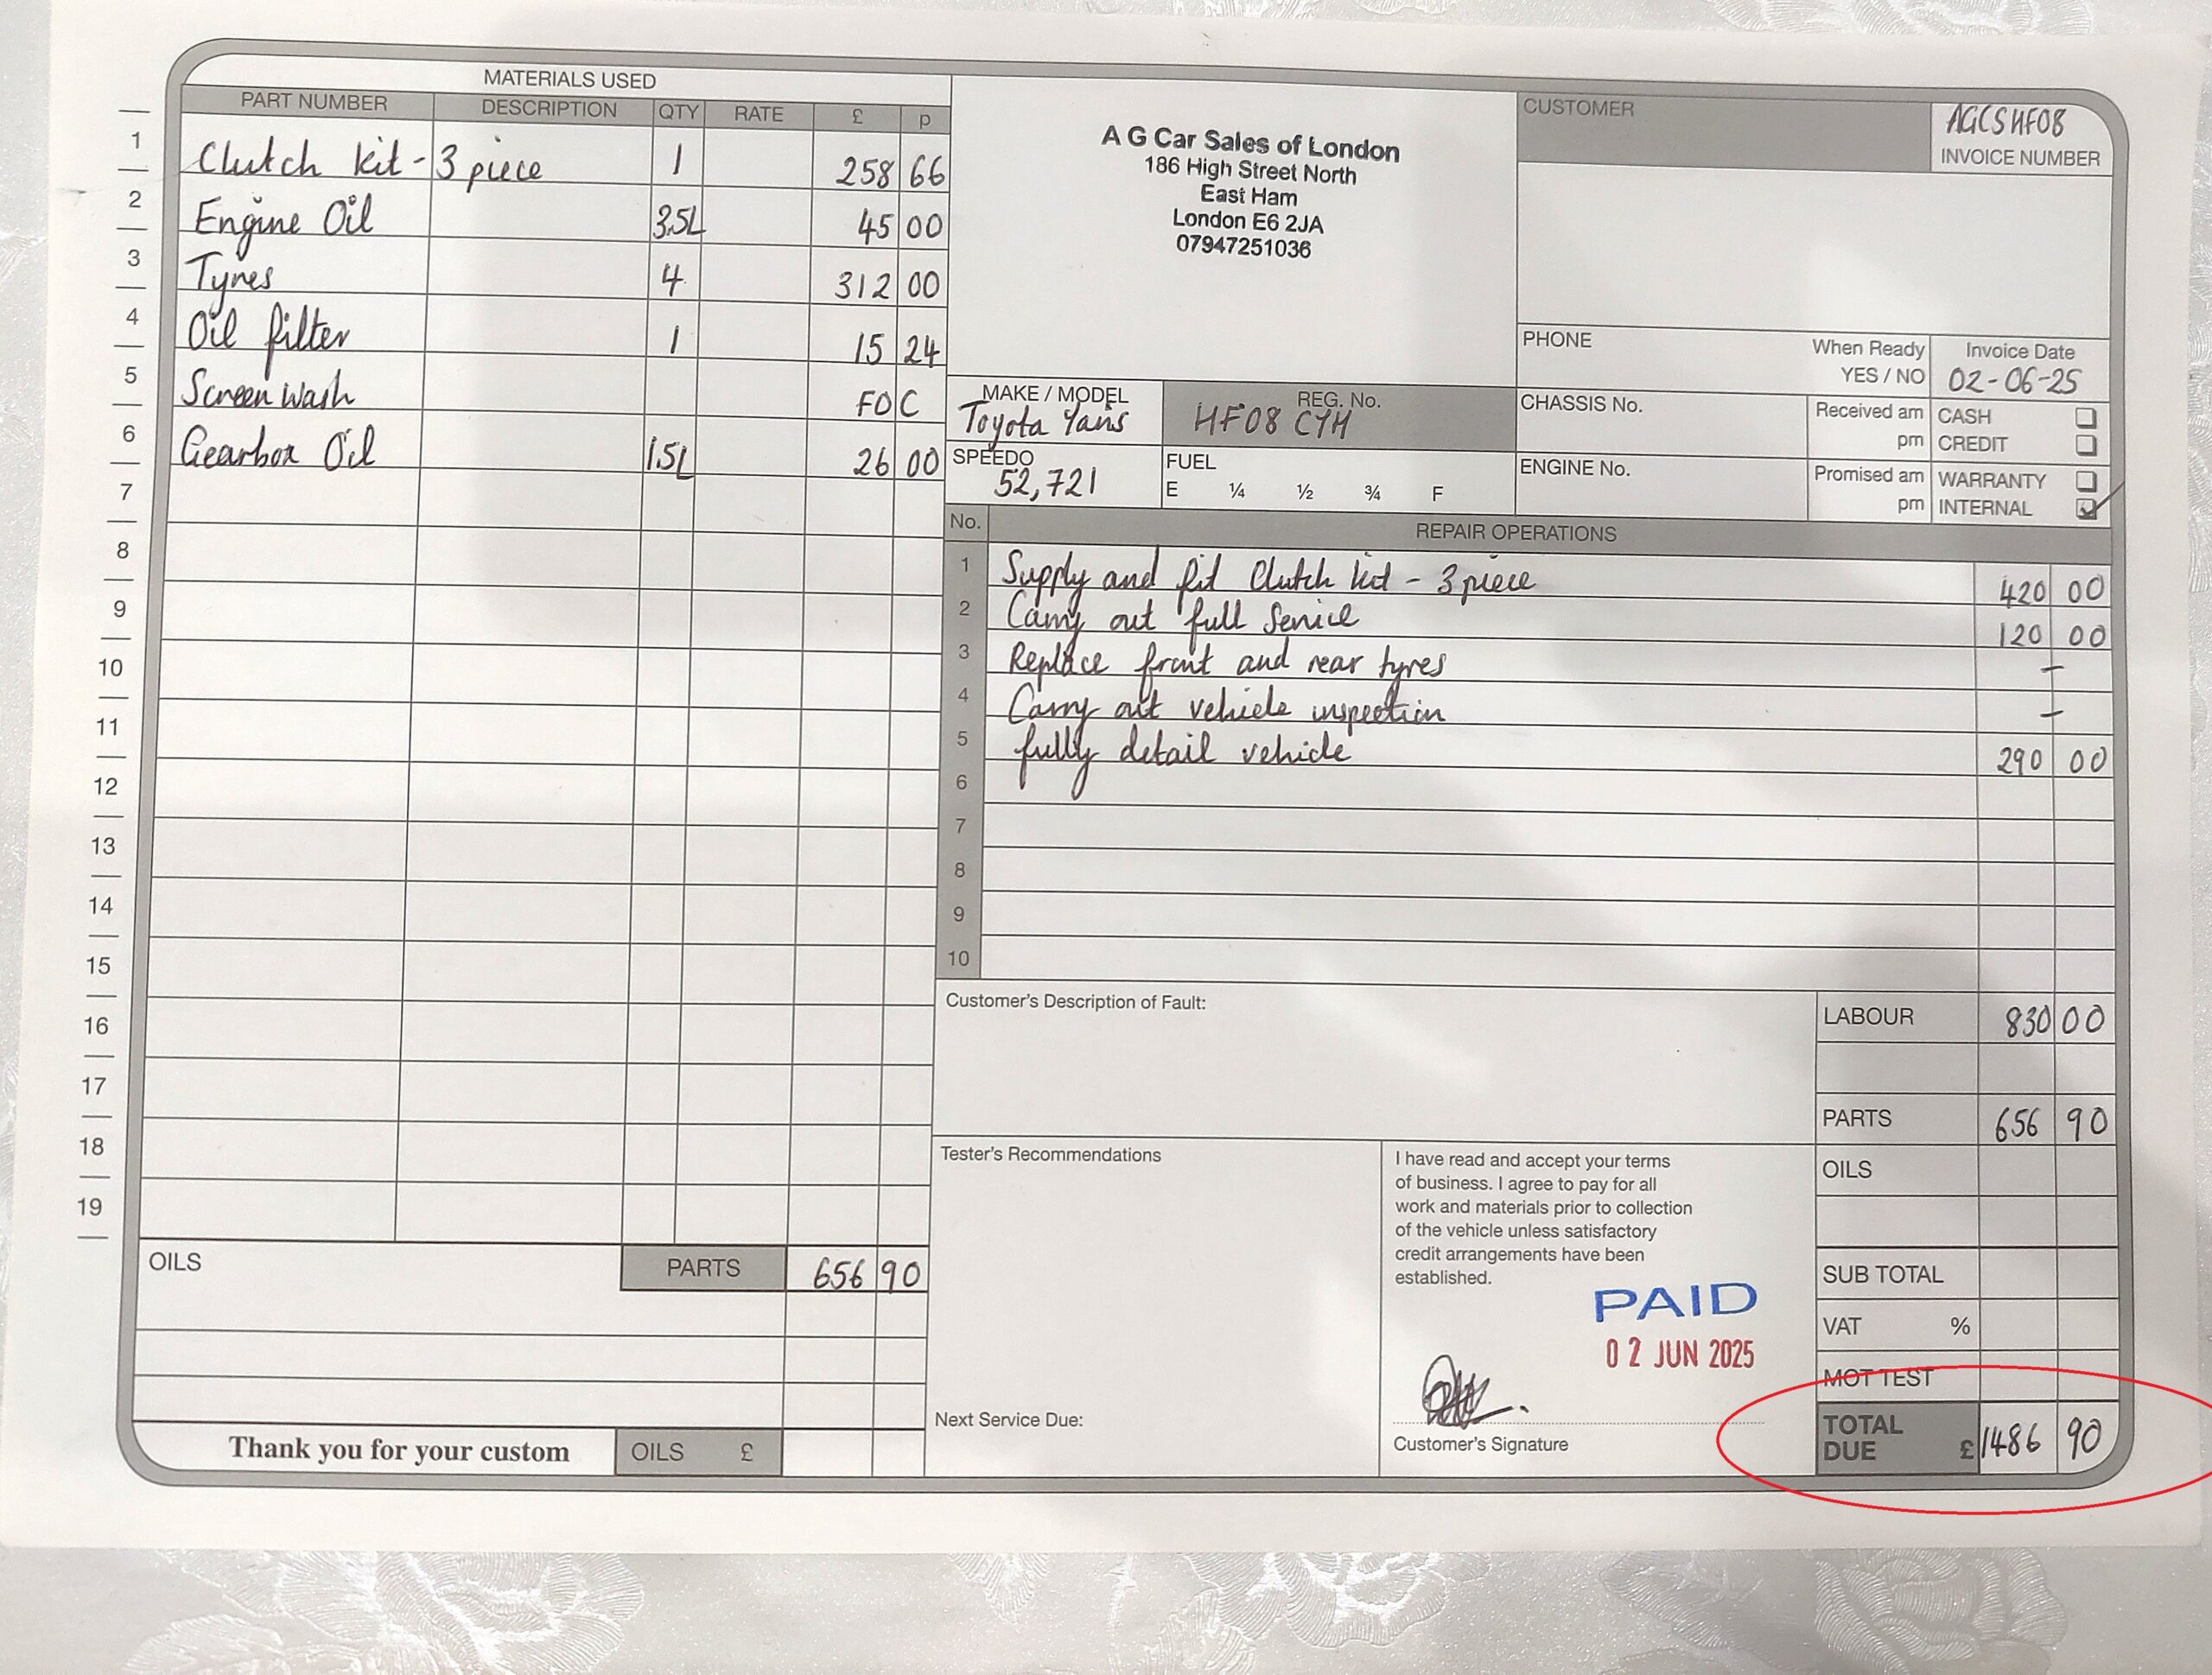 MATERIALS USED
PART NUMBER DESCRIPTION QTY RATE £ p
1 Clutch kit - 3 piece 1 258 66
2 Engine Oil 3.5L 45 00
3 Tyres 4 312 00
4 Oil filter 1 15 24
5 Screen Wash FOC
6 Gearbox Oil 1.5L 26 00
7
8
9
10
11
12
13
14
15
16
17
18
19
OILS PARTS 656 90
Thank you for your custom OILS £
A G Car Sales of London
186 High Street North
East Ham
London E6 2JA
07947251036
CUSTOMER
AGCSHF08
INVOICE NUMBER
PHONE
When Ready
YES / NO
Invoice Date
02-06-25
MAKE / MODEL
Toyota Yaris
REG. No.
HF08 CYH
CHASSIS No.
Received am
pm
CASH
CREDIT
SPEEDO
52,721
FUEL
E ¼ ½ ¾ F
ENGINE No.
Promised am
pm
WARRANTY
INTERNAL
No. REPAIR OPERATIONS
1 Supply and fit Clutch kit - 3 piece 420 00
2 Carry out full Service 120 00
3 Replace front and rear tyres -
4 Carry out vehicle inspection -
5 fully detail vehicle 290 00
6
7
8
9
10
Customer's Description of Fault:
LABOUR 830 00
PARTS 656 90
OILS
SUB TOTAL
VAT %
MOT TEST
TOTAL DUE £ 1486 90
Tester's Recommendations
Next Service Due:
I have read and accept your terms
of business. I agree to pay for all
work and materials prior to collection
of the vehicle unless satisfactory
credit arrangements have been
established.
PAID
02 JUN 2025
Customer's Signature